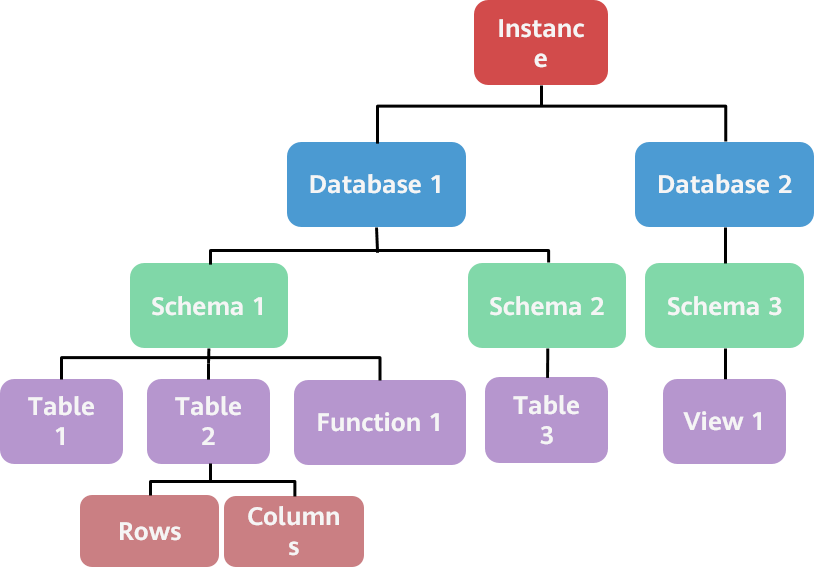 Instanc
e
Database 1
Database 2
Schema 1
Schema 2
Schema 3
Table
1
Table
2
Function 1
Table
3
View 1
Rows
Column
s